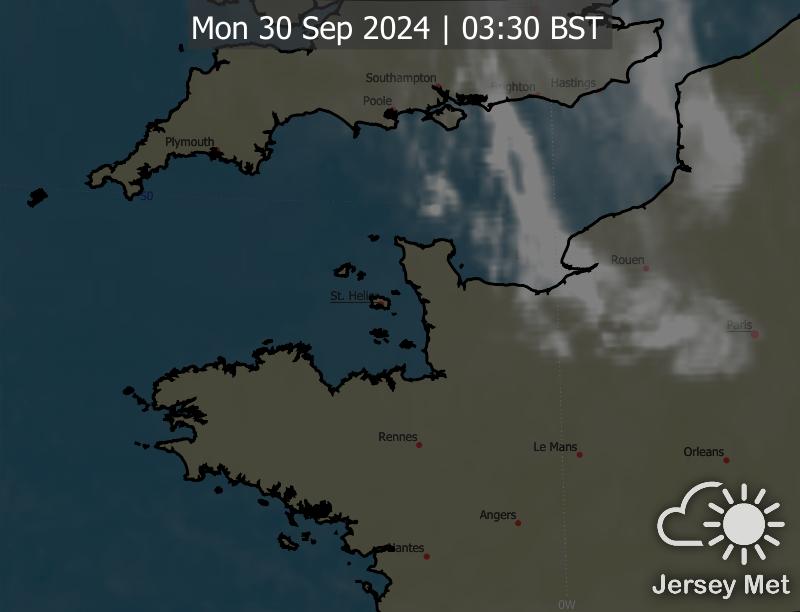 Mon 30 Sep 2024 | 03:30 BST
Southampton
Brighton
Hastings
Poole
Plymouth
50
Rouen
St. Helier
Paris
Rennes
Le Mans
Orleans
Angers
Nantes
Jersey Met
0W